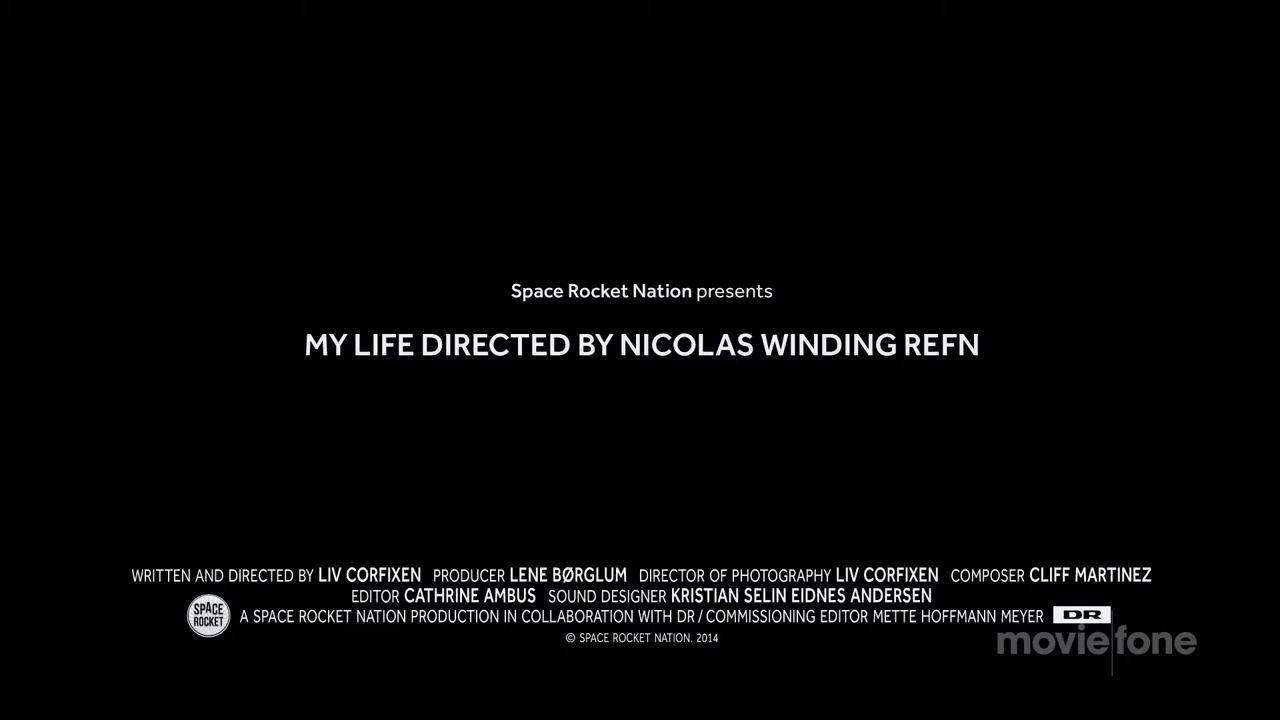 Space Rocket Nation presents
MY LIFE DIRECTED BY NICOLAS WINDING REFN
WRITTEN AND DIRECTED BY LIV CORFIXEN PRODUCER LENE BØRGLUM DIRECTOR OF PHOTOGRAPHY LIV CORFIXEN COMPOSER CLIFF MARTINEZ
EDITOR CATHRINE AMBUS SOUND DESIGNER KRISTIAN SELIN EIDNES ANDERSEN
SPACE
ROCKET
A SPACE ROCKET NATION PRODUCTION IN COLLABORATION WITH DR / COMMISSIONING EDITOR METTE HOFFMANN MEYER DR
© SPACE ROCKET NATION. 2014
moviefone